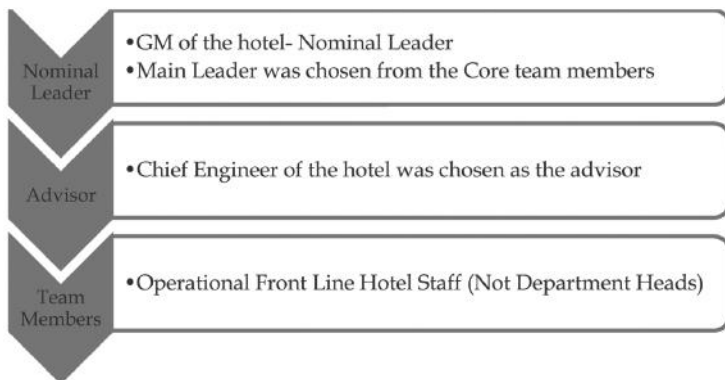 Nominal
Leader
•GM of the hotel- Nominal Leader
•Main Leader was chosen from the Core team members
Advisor
•Chief Engineer of the hotel was chosen as the advisor
Team
Members
•Operational Front Line Hotel Staff (Not Department Heads)